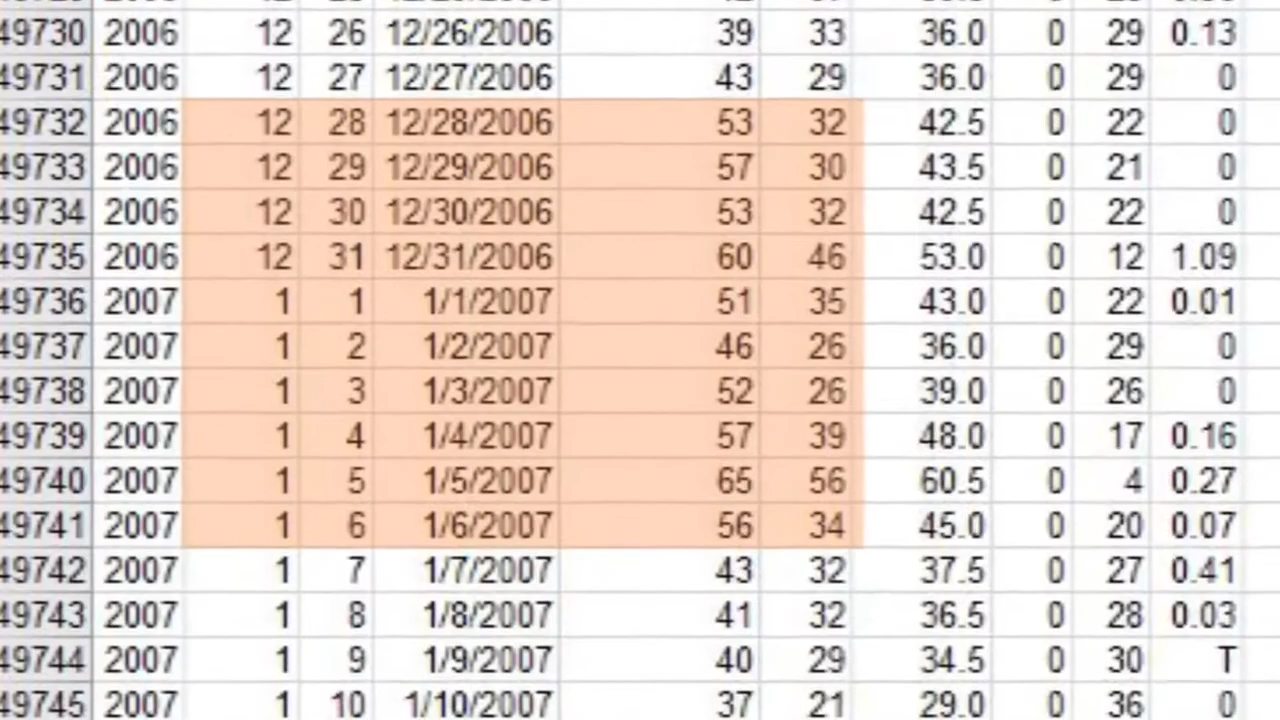 49730 2006 12 26 12/26/2006 39 33 36.0 0 29 0.13
49731 2006 12 27 12/27/2006 43 29 36.0 0 29 0
49732 2006 12 28 12/28/2006 53 32 42.5 0 22 0
49733 2006 12 29 12/29/2006 57 30 43.5 0 21 0
49734 2006 12 30 12/30/2006 53 32 42.5 0 22 0
49735 2006 12 31 12/31/2006 60 46 53.0 0 12 1.09
49736 2007 1 1 1/1/2007 51 35 43.0 0 22 0.01
49737 2007 1 2 1/2/2007 46 26 36.0 0 29 0
49738 2007 1 3 1/3/2007 52 26 39.0 0 26 0
49739 2007 1 4 1/4/2007 57 39 48.0 0 17 0.16
49740 2007 1 5 1/5/2007 65 56 60.5 0 4 0.27
49741 2007 1 6 1/6/2007 56 34 45.0 0 20 0.07
49742 2007 1 7 1/7/2007 43 32 37.5 0 27 0.41
49743 2007 1 8 1/8/2007 41 32 36.5 0 28 0.03
49744 2007 1 9 1/9/2007 40 29 34.5 0 30 T
49745 2007 1 10 1/10/2007 37 21 29.0 0 36 0